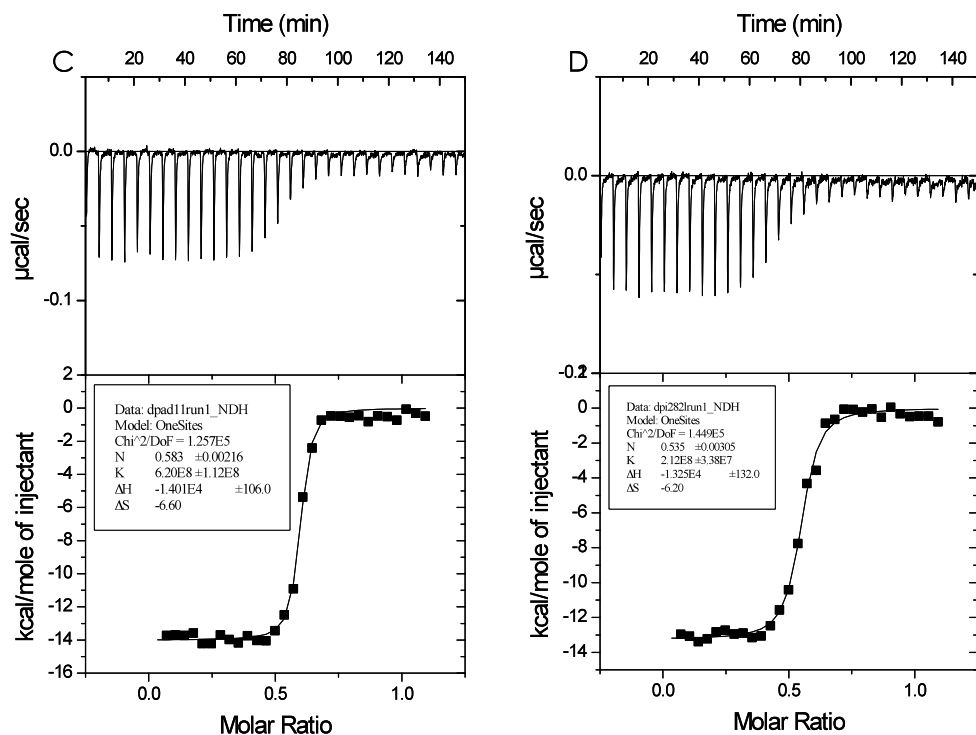 Time (min)
C 20 40 60 80 100 120 140
0.0
-0.1
µcal/sec
2
0
-2
-4
-6
-8
-10
-12
-14
-16
kcal/mole of injectant
Data: dpad11run1_NDH
Model: OneSites
Chi^2/DoF = 1.257E5
N 0.583 ±0.00216
K 6.20E8 ±1.12E8
ΔH -1.401E4 ±106.0
ΔS -6.60
0.0 0.5 1.0
Molar Ratio
Time (min)
D 20 40 60 80 100 120 140
0.0
µcal/sec
0
-2
-4
-6
-8
-10
-12
-14
kcal/mole of injectant
Data: dpi282lrun1_NDH
Model: OneSites
Chi^2/DoF = 1.449E5
N 0.535 ±0.00305
K 2.12E8 ±3.38E7
ΔH -1.325E4 ±132.0
ΔS -6.20
0.0 0.5 1.0
Molar Ratio